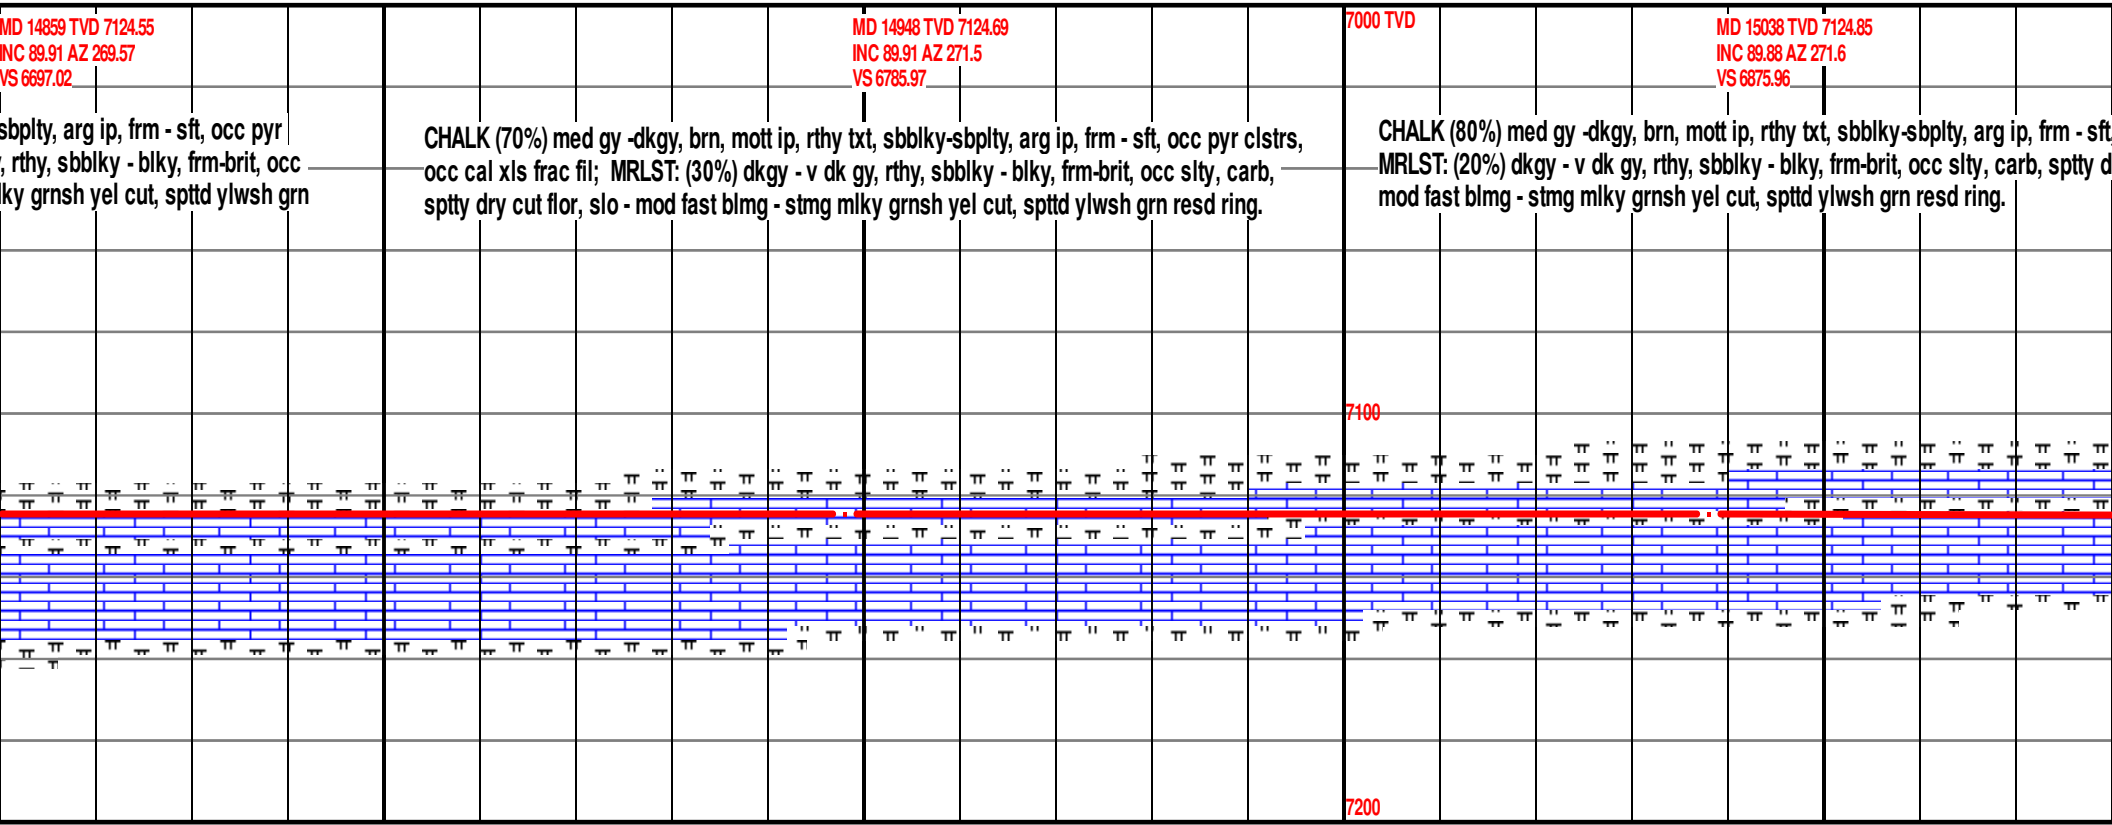 MD 14859 TVD 7124.55
INC 89.91 AZ 269.57
VS 6697.02
MD 14948 TVD 7124.69
INC 89.91 AZ 271.5
VS 6785.97
7000 TVD
MD 15038 TVD 7124.85
INC 89.88 AZ 271.6
VS 6875.96
sbplty, arg ip, frm - sft, occ pyr
, rthy, sbblky - blky, frm-brit, occ
lky grnsh yel cut, spttd ylwsh grn
CHALK (70%) med gy -dkgy, brn, mott ip, rthy txt, sbblky-sbplty, arg ip, frm - sft, occ pyr clstrs,
occ cal xls frac fil; MRLST: (30%) dkgy - v dk gy, rthy, sbblky - blky, frm-brit, occ slty, carb,
sptty dry cut flor, slo - mod fast blmg - stmg mlky grnsh yel cut, spttd ylwsh grn resd ring.
CHALK (80%) med gy -dkgy, brn, mott ip, rthy txt, sbblky-sbplty, arg ip, frm - sft,
MRLST: (20%) dkgy - v dk gy, rthy, sbblky - blky, frm-brit, occ slty, carb, sptty d
mod fast blmg - stmg mlky grnsh yel cut, spttd ylwsh grn resd ring.
7100
7200